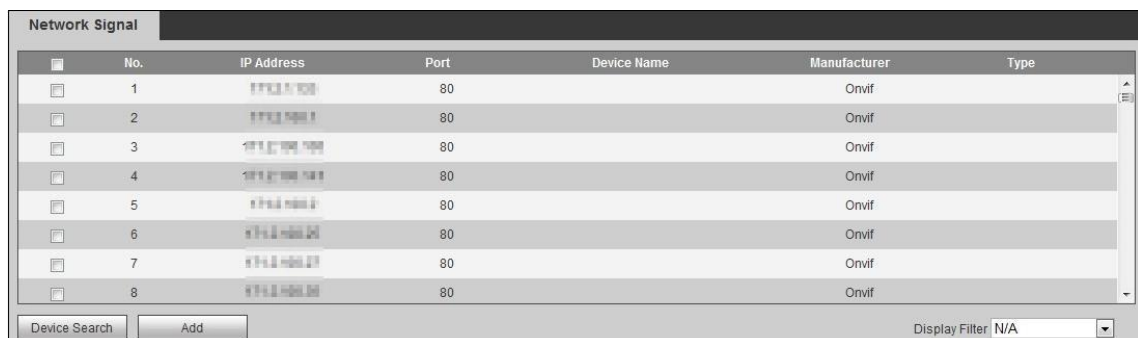 Network Signal
No. IP Address Port Device Name Manufacturer Type
1 80 Onvif
2 80 Onvif
3 80 Onvif
4 80 Onvif
5 80 Onvif
6 80 Onvif
7 80 Onvif
8 80 Onvif
Device Search Add Display Filter N/A